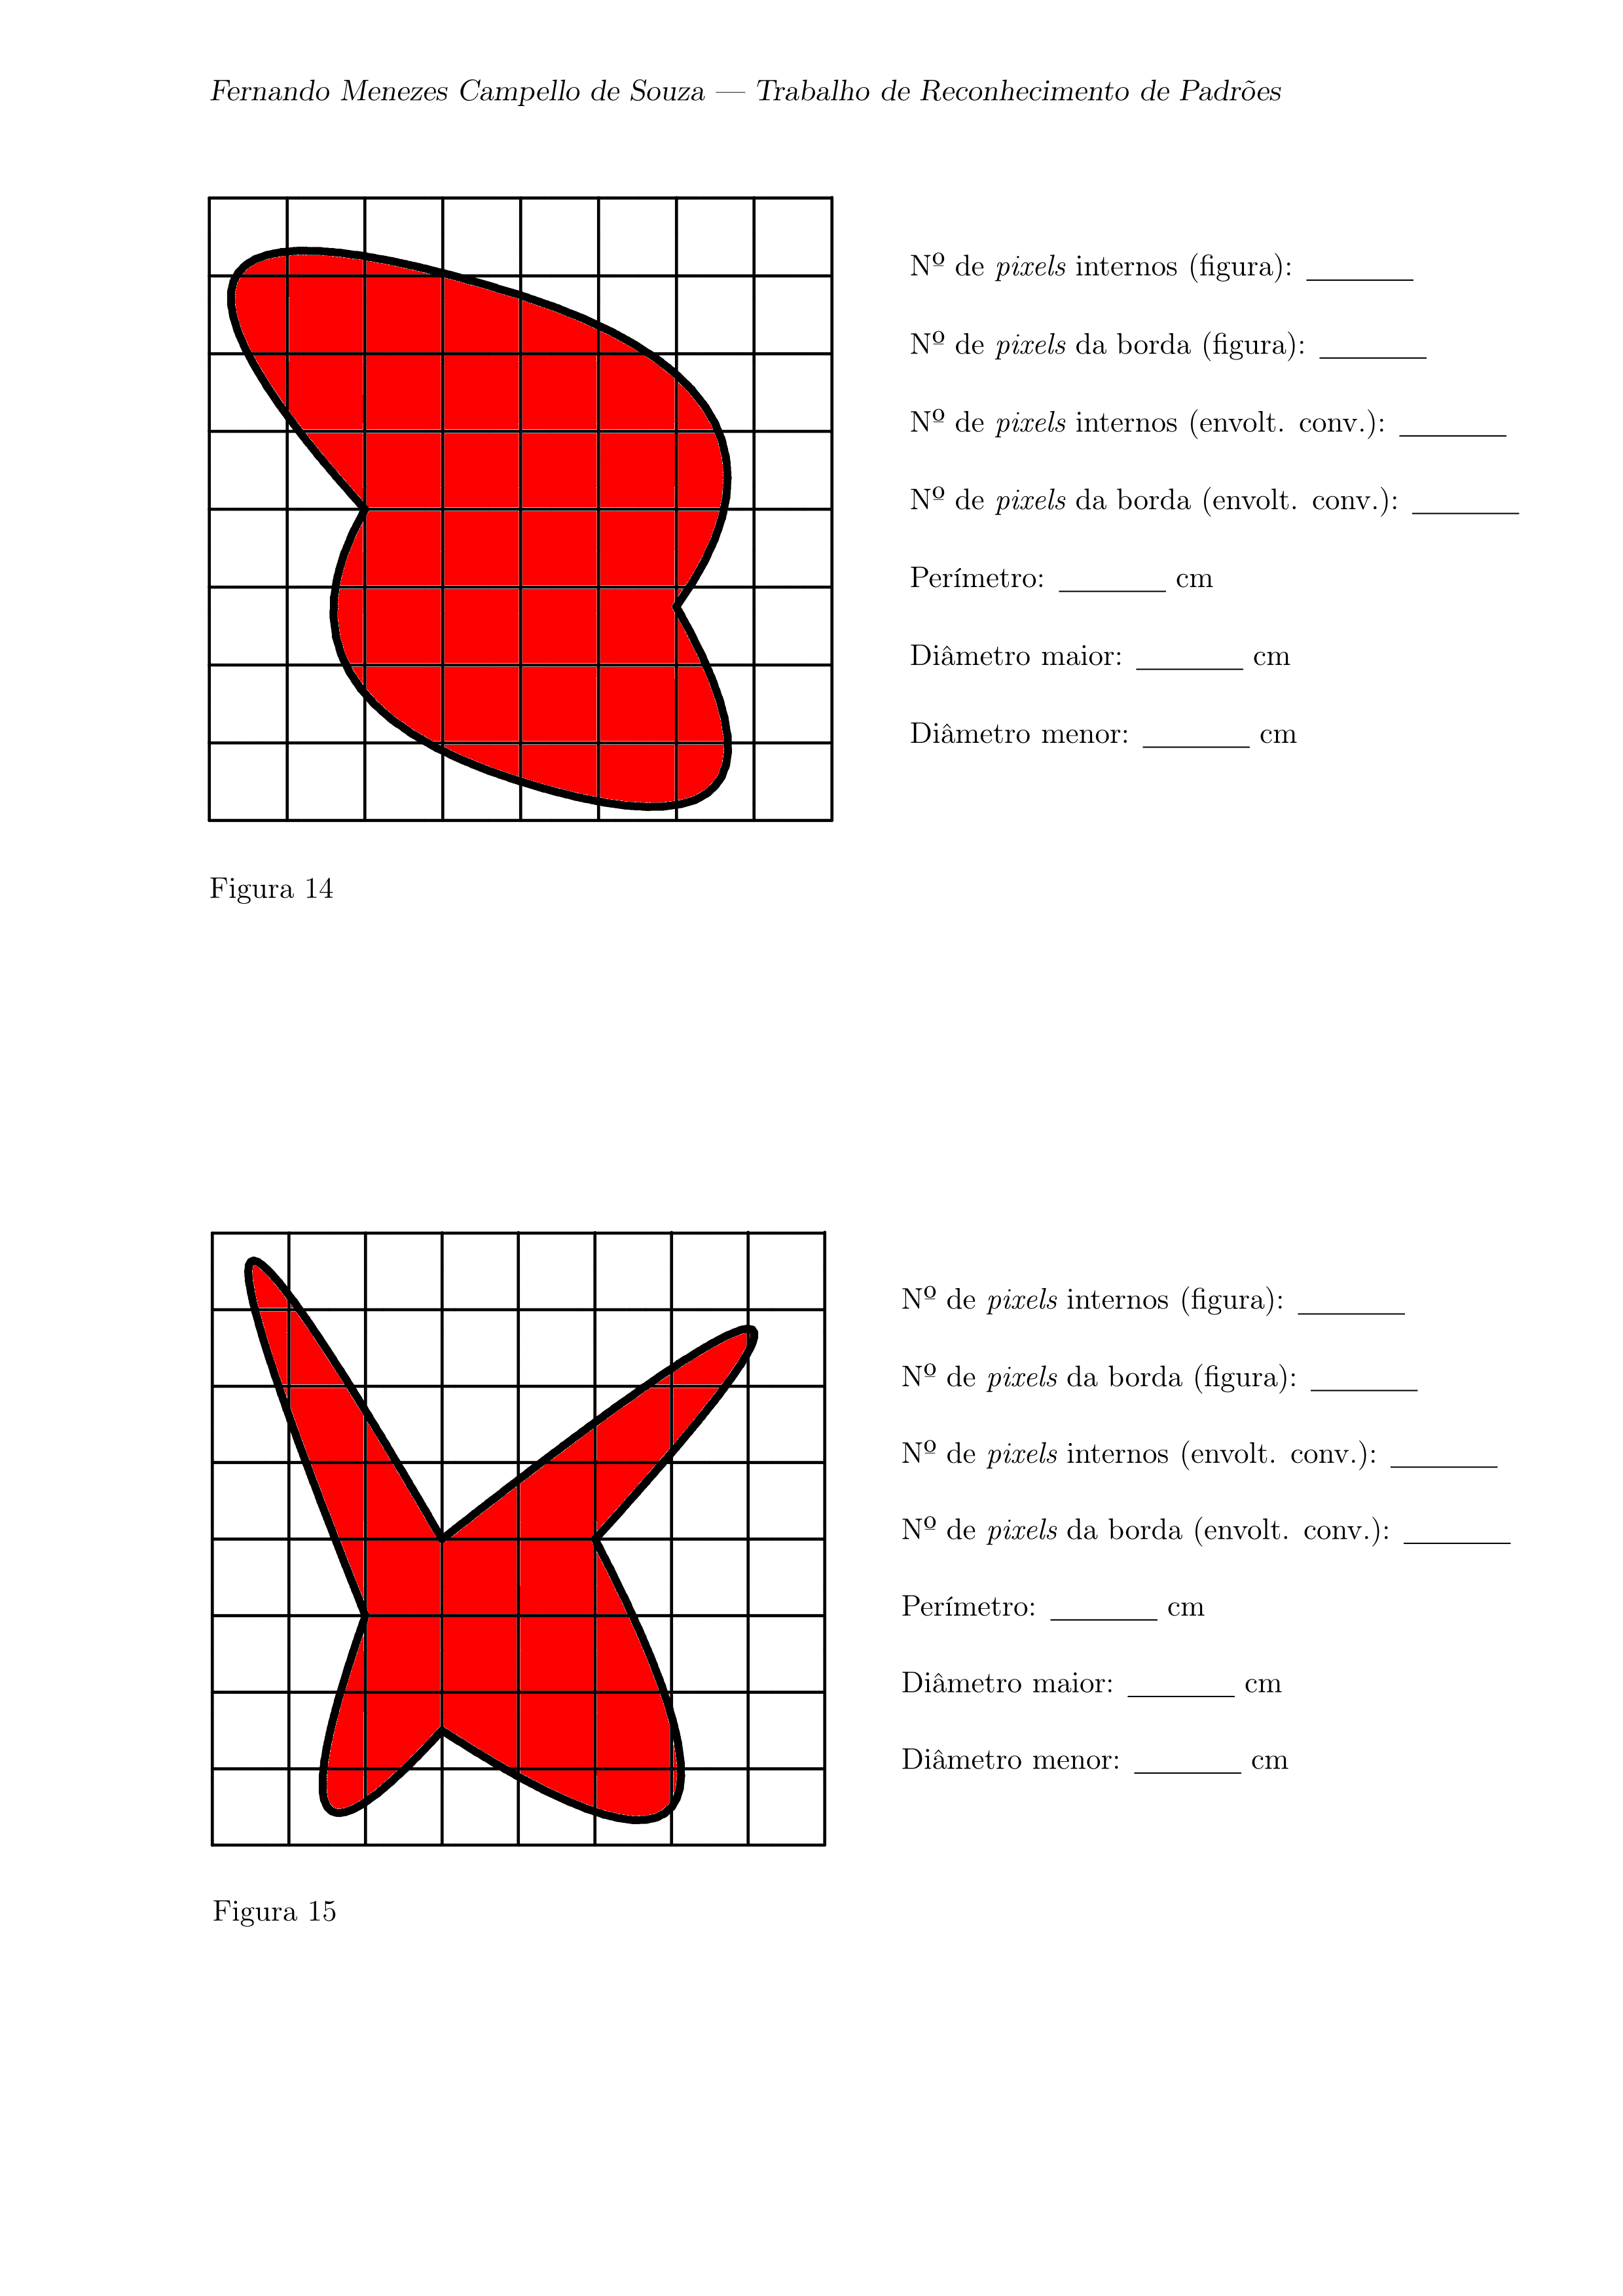 Fernando Menezes Campello de Souza — Trabalho de Reconhecimento de Padrões
Nº de pixels internos (figura): _______
Nº de pixels da borda (figura): _______
Nº de pixels internos (envolt. conv.): _______
Nº de pixels da borda (envolt. conv.): _______
Perímetro: _______ cm
Diâmetro maior: _______ cm
Diâmetro menor: _______ cm
Figura 14
Nº de pixels internos (figura): _______
Nº de pixels da borda (figura): _______
Nº de pixels internos (envolt. conv.): _______
Nº de pixels da borda (envolt. conv.): _______
Perímetro: _______ cm
Diâmetro maior: _______ cm
Diâmetro menor: _______ cm
Figura 15